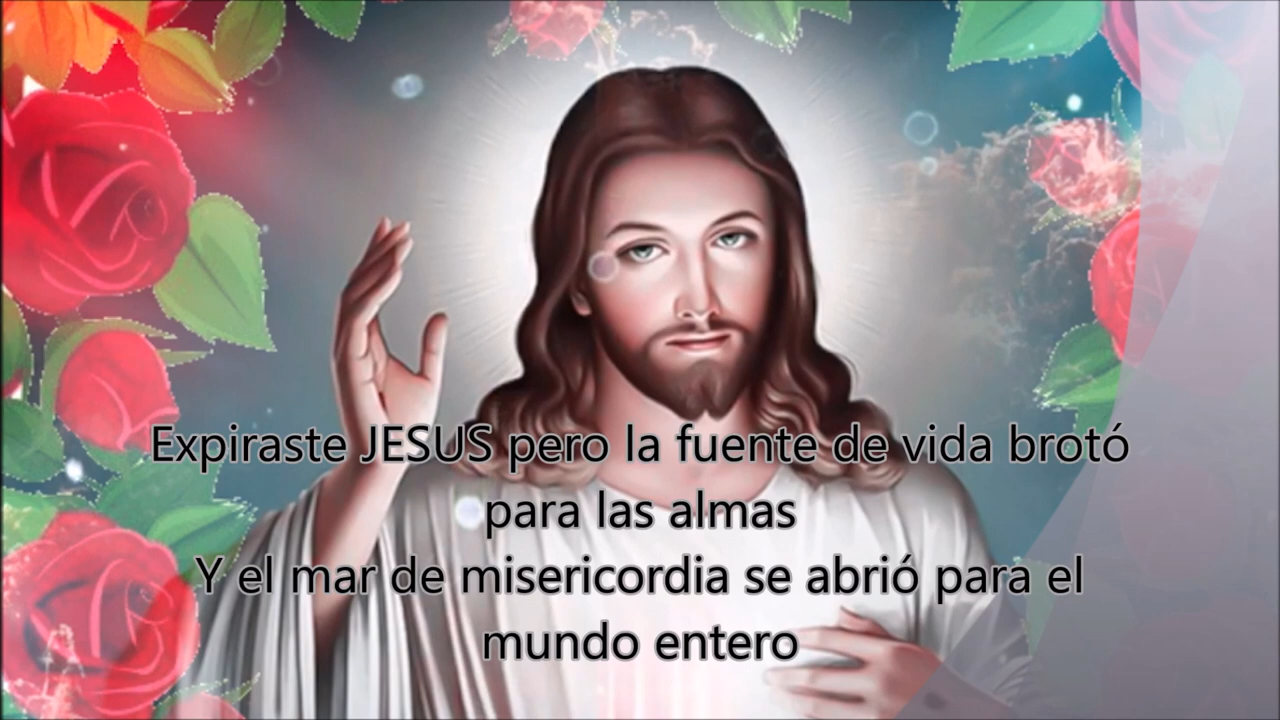 Expiraste JESUS pero la fuente de vida brotó
para las almas
Y el mar de misericordia se abrió para el
mundo entero